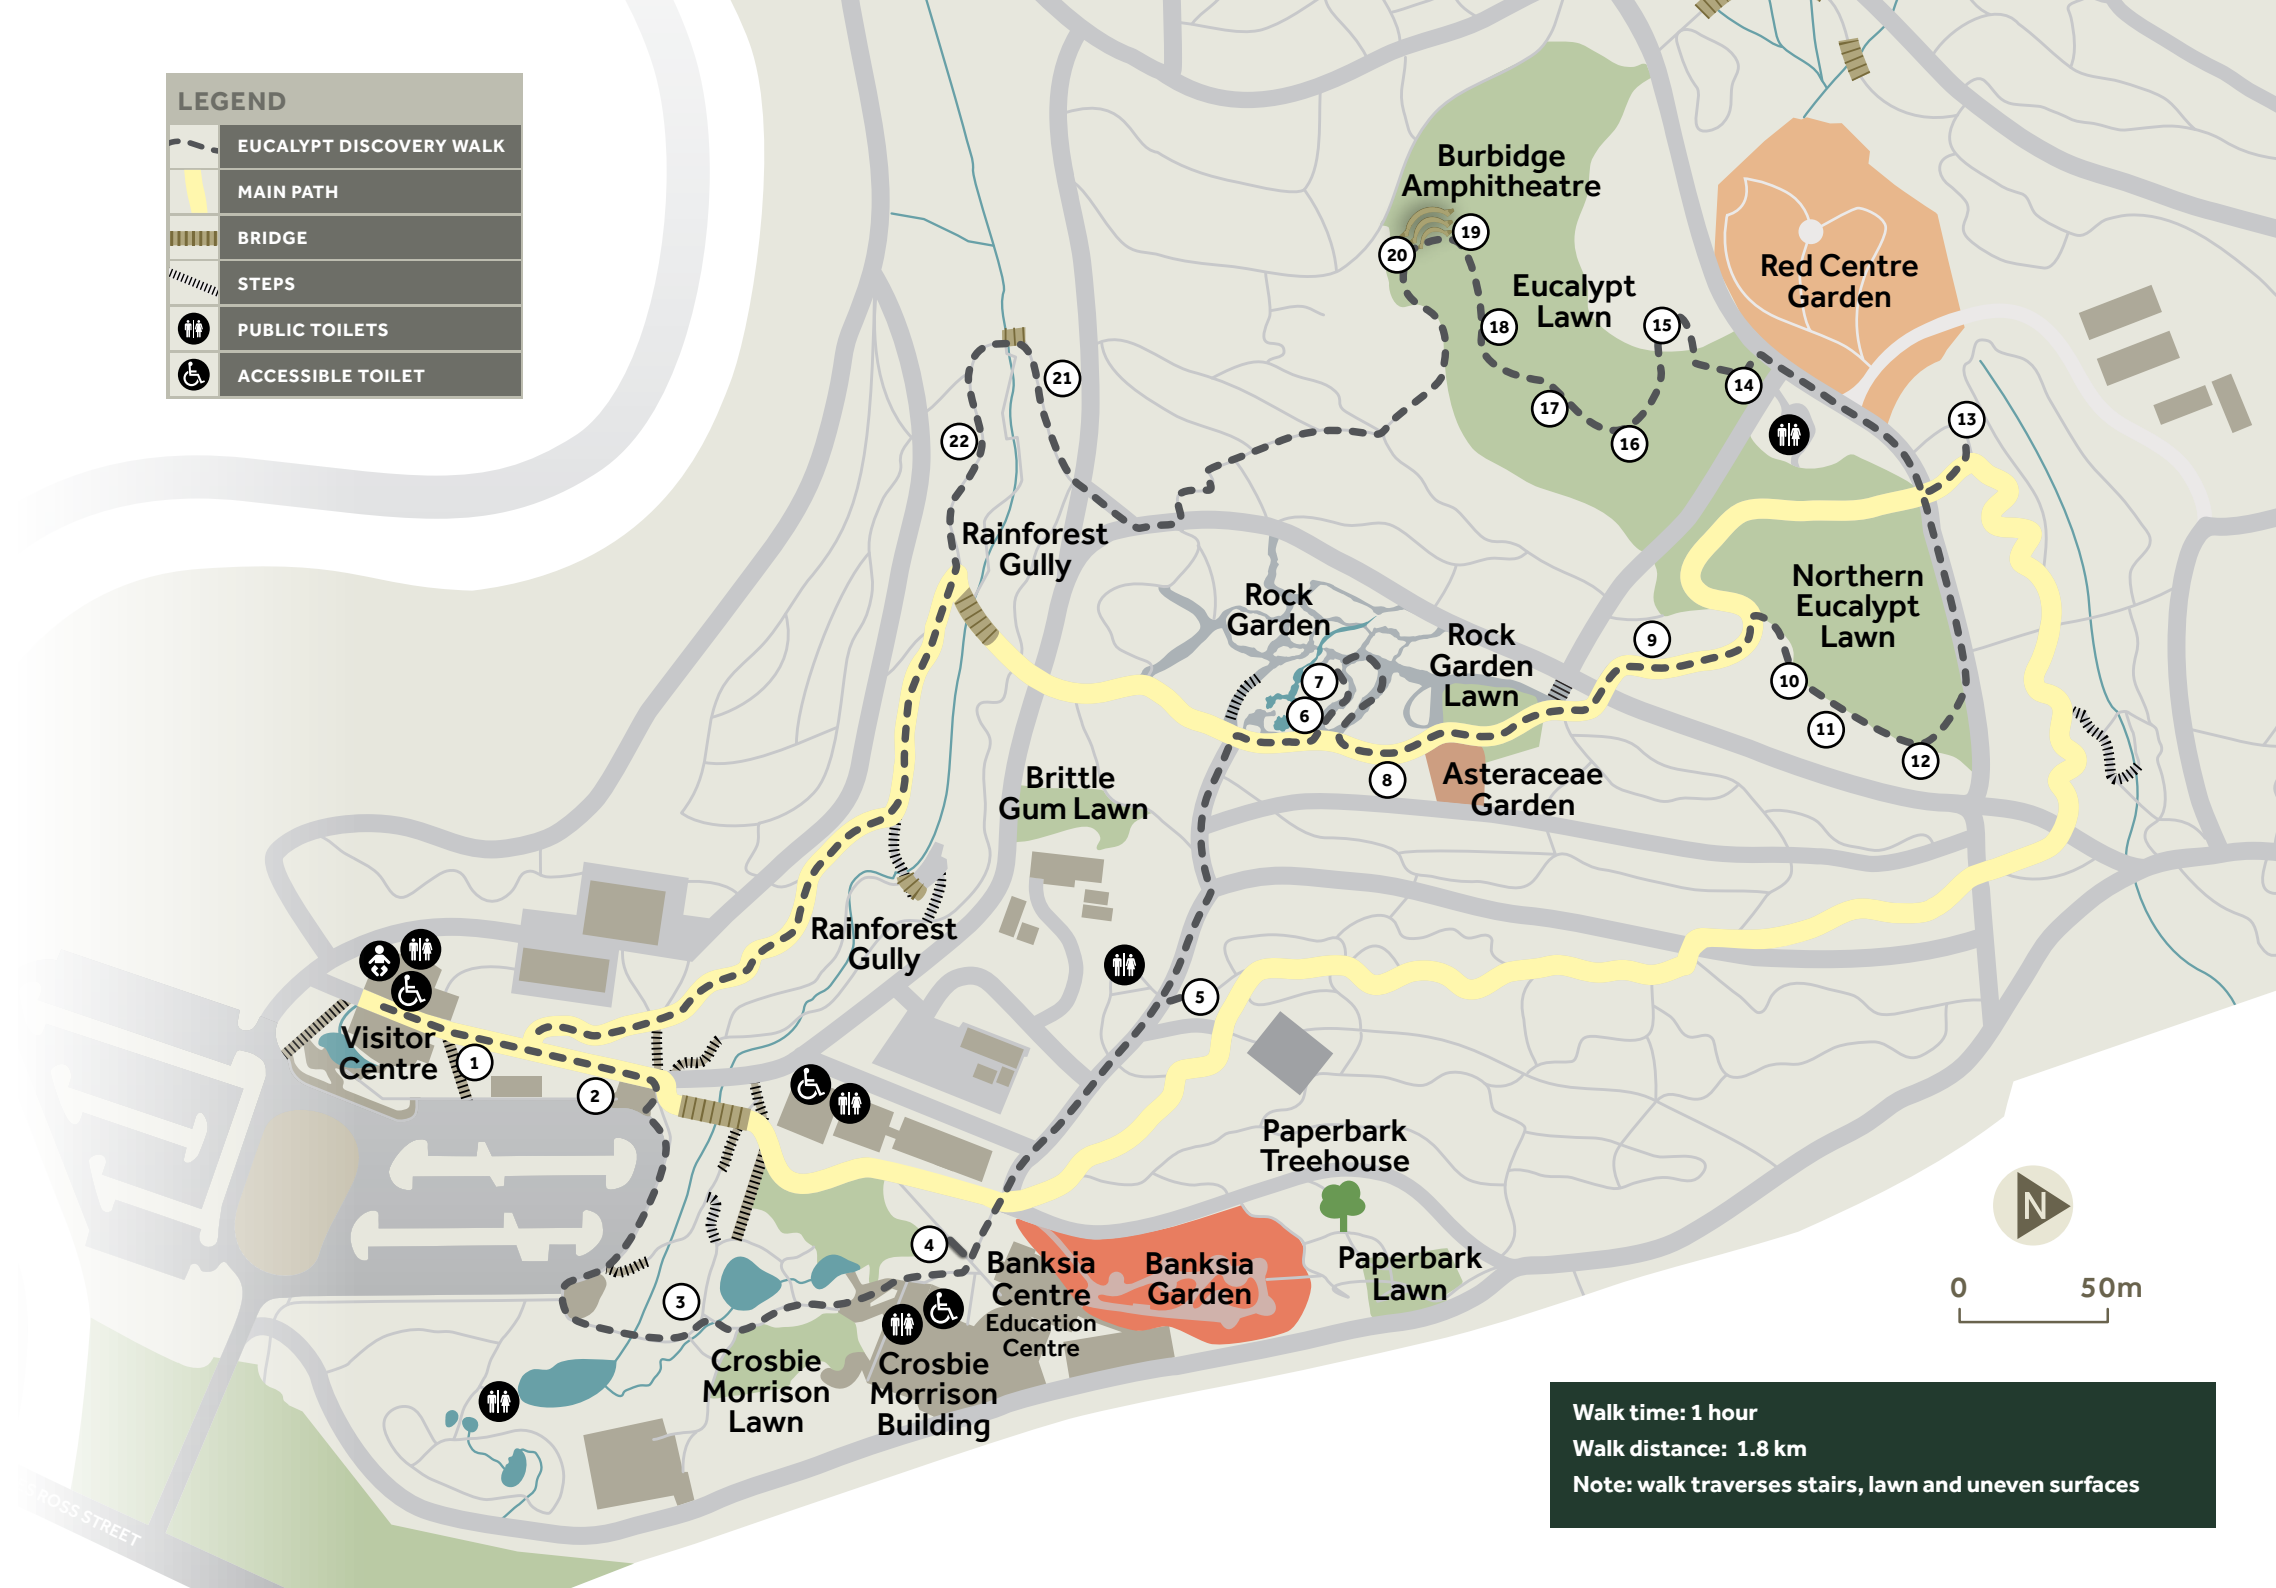 LEGEND
EUCALYPT DISCOVERY WALK
MAIN PATH
BRIDGE
STEPS
PUBLIC TOILETS
ACCESSIBLE TOILET
Burbidge
Amphitheatre
19
20
Eucalypt
Lawn
18
15
Red Centre
Garden
14
17
16
13
21
22
Rainforest
Gully
Rock
Garden
7
6
Rock
Garden
Lawn
9
Northern
Eucalypt
Lawn
10
11
12
8
Asteraceae
Garden
Brittle
Gum Lawn
Rainforest
Gully
5
Visitor
Centre
1
2
Paperbark
Treehouse
4
3
Banksia
Centre
Education
Centre
Banksia
Garden
Paperbark
Lawn
Crosbie
Morrison
Lawn
Crosbie
Morrison
Building
N
0 50m
ROSS STREET
Walk time: 1 hour
Walk distance: 1.8 km
Note: walk traverses stairs, lawn and uneven surfaces